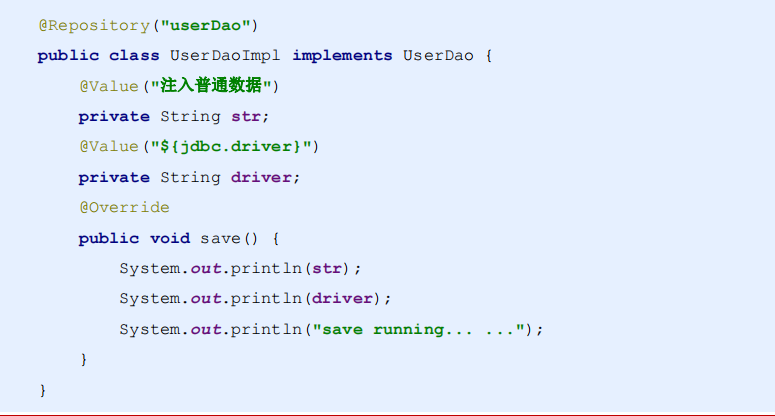 @Repository("userDao")
public class UserDaoImpl implements UserDao {
    @Value("注入普通数据")
    private String str;
    @Value("${jdbc.driver}")
    private String driver;
    @Override
    public void save() {
        System.out.println(str);
        System.out.println(driver);
        System.out.println("save running... ...");
    }
}